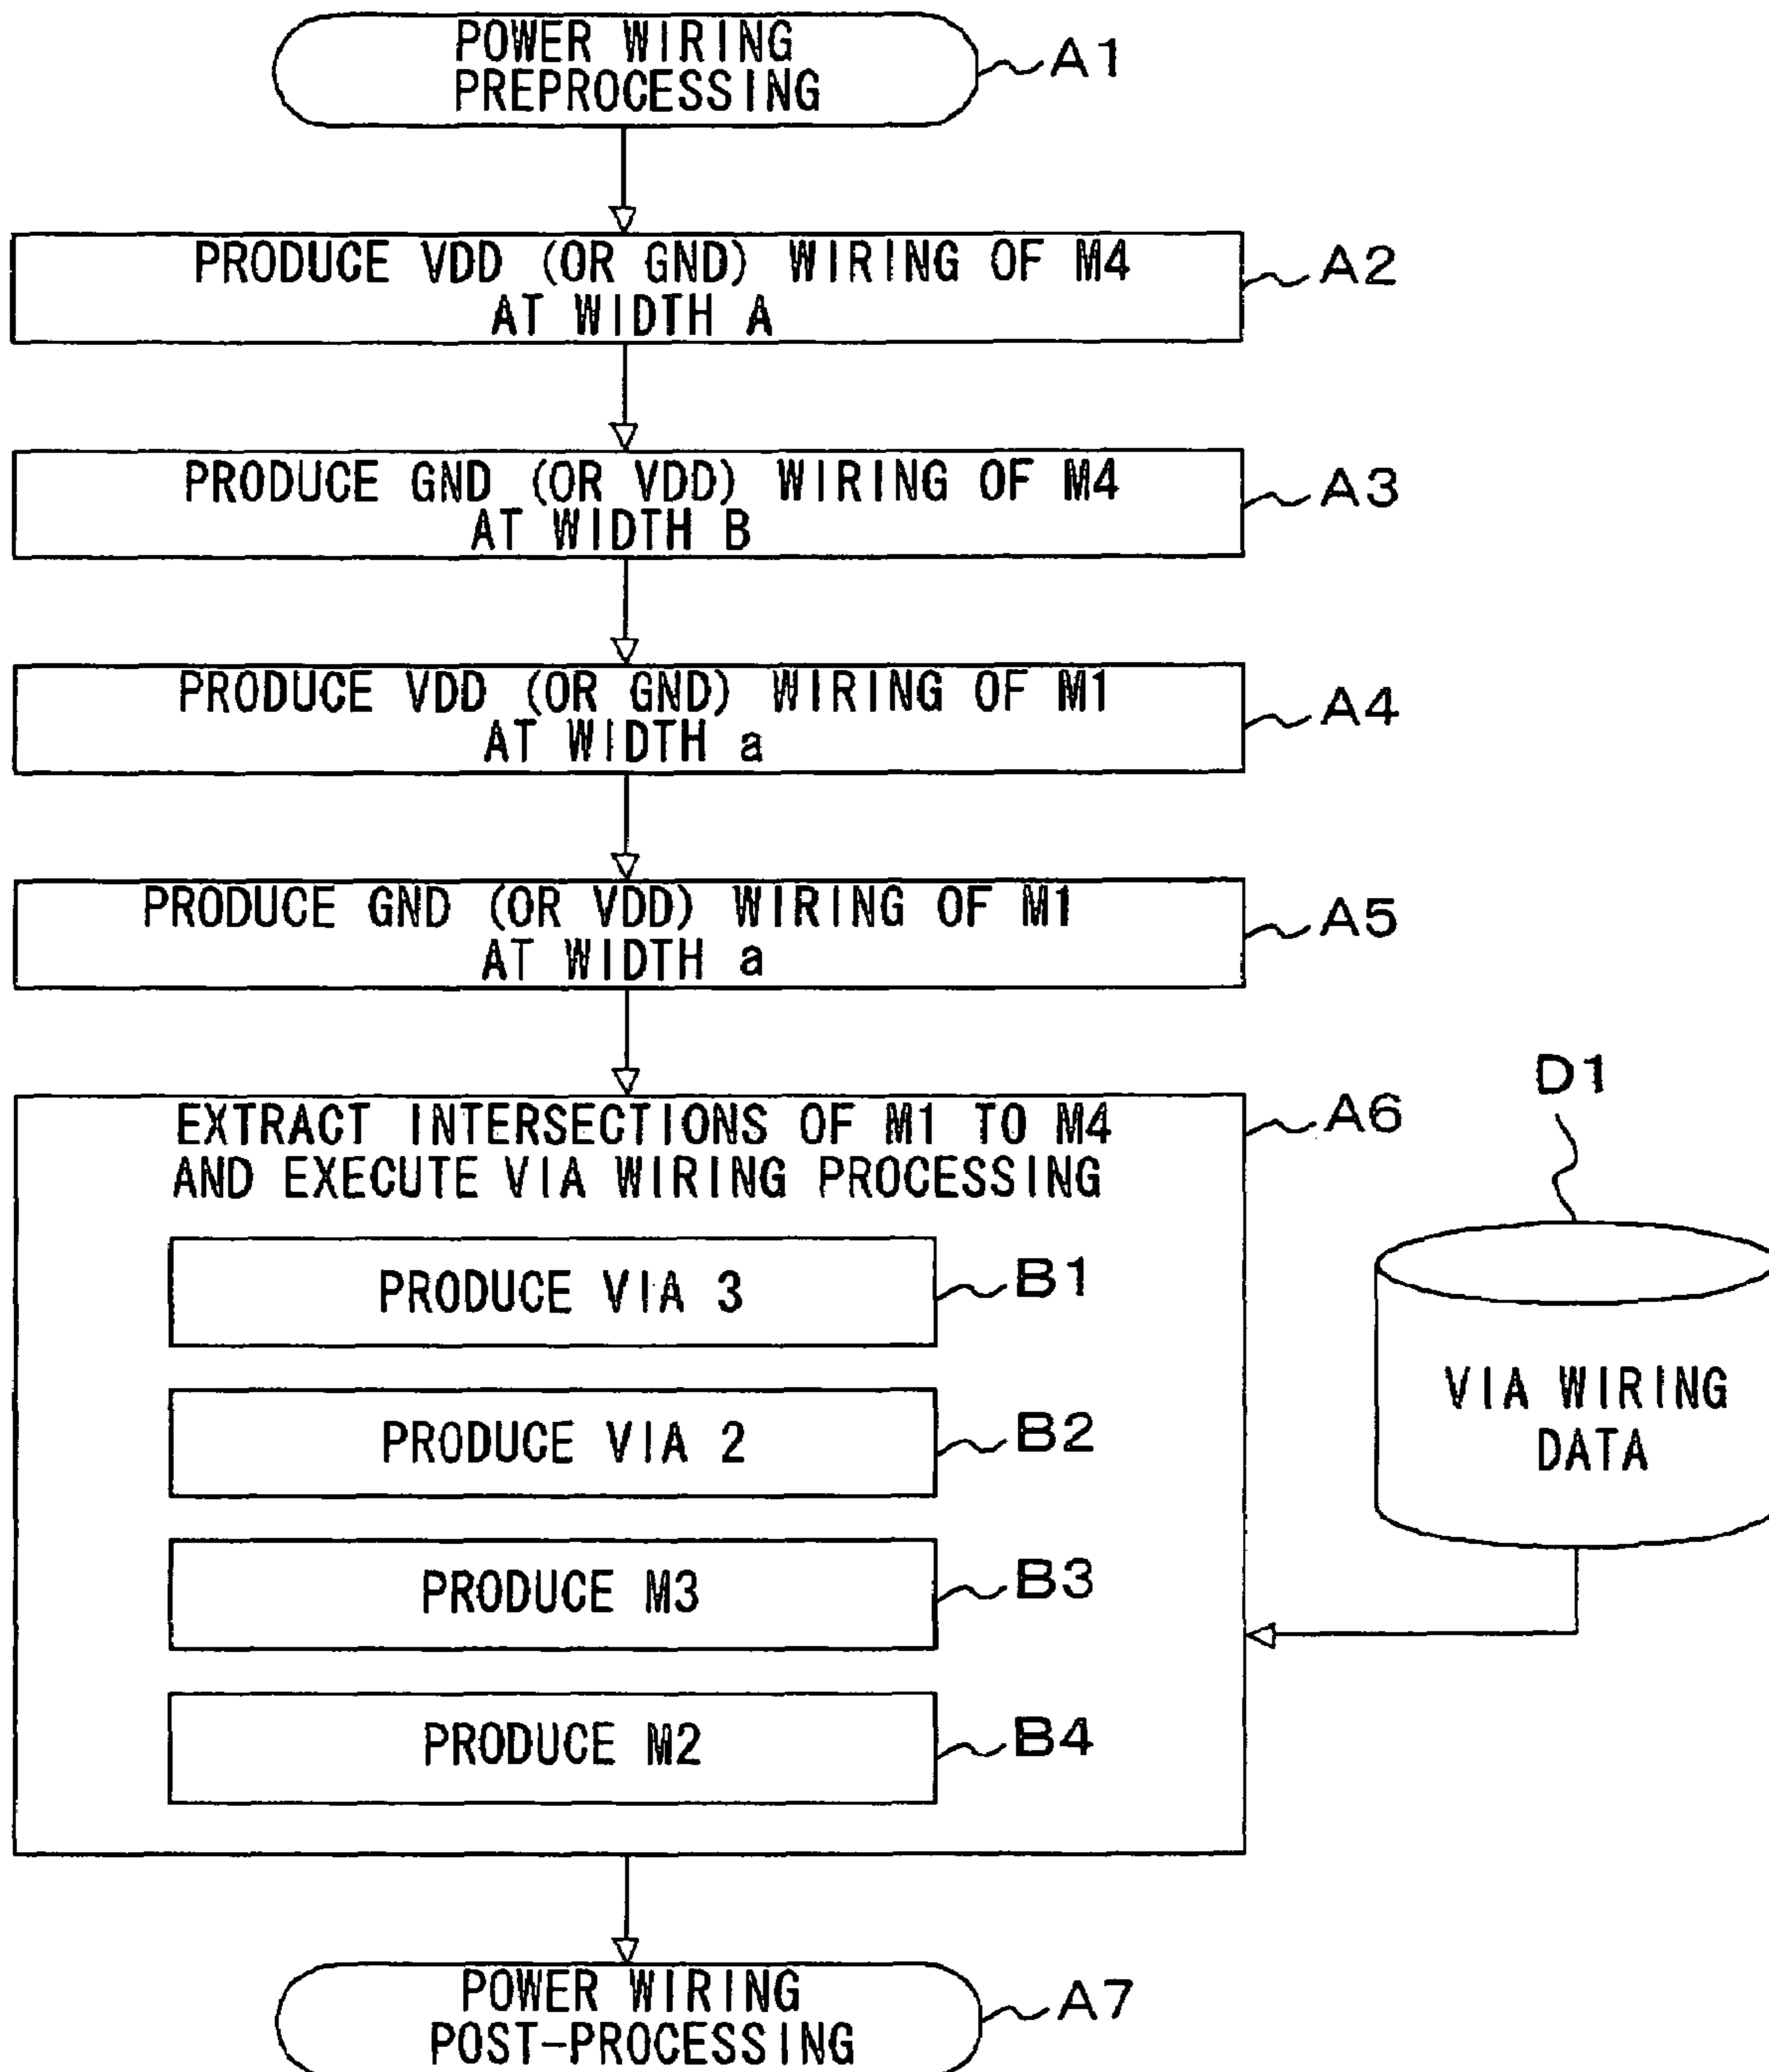 POWER WIRING
PREPROCESSING
A1
PRODUCE VDD (OR GND) WIRING OF M4
AT WIDTH A
A2
PRODUCE GND (OR VDD) WIRING OF M4
AT WIDTH B
A3
PRODUCE VDD (OR GND) WIRING OF M1
AT WIDTH a
A4
PRODUCE GND (OR VDD) WIRING OF M1
AT WIDTH a
A5
EXTRACT INTERSECTIONS OF M1 TO M4
AND EXECUTE VIA WIRING PROCESSING
A6
D1
PRODUCE VIA 3
B1
PRODUCE VIA 2
B2
VIA WIRING
DATA
PRODUCE M3
B3
PRODUCE M2
B4
POWER WIRING
POST-PROCESSING
A7